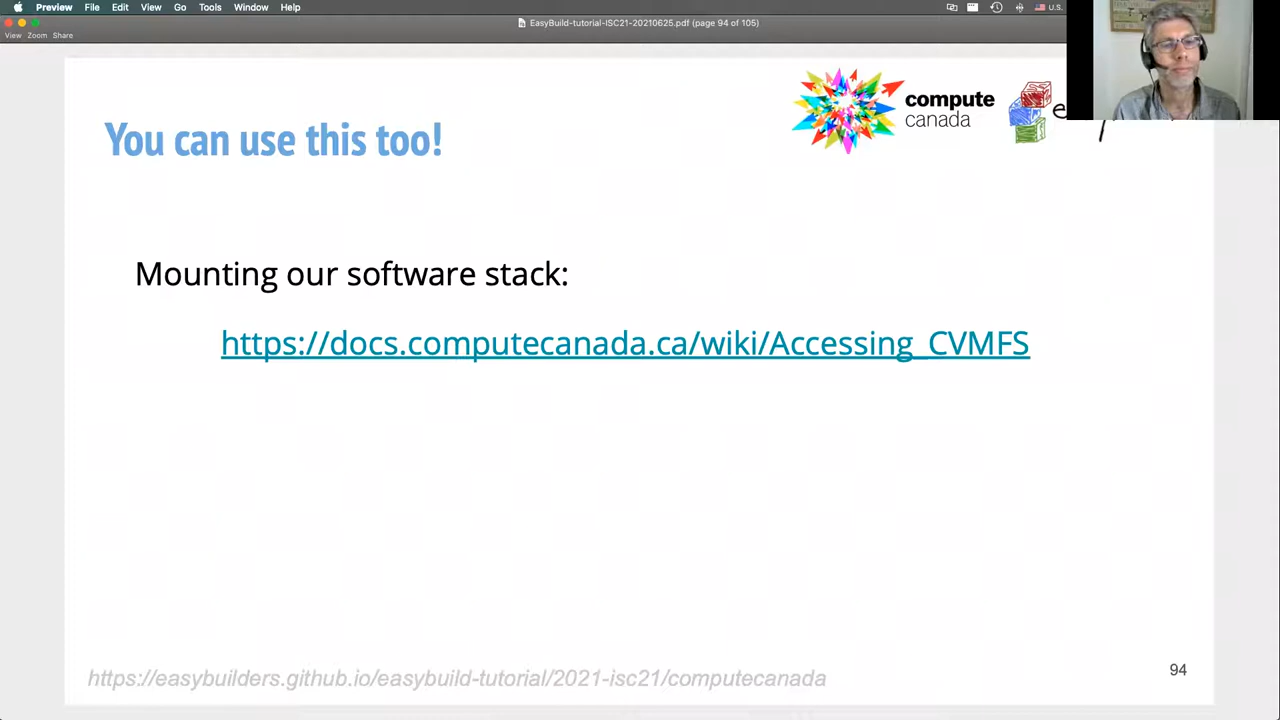 Preview File Edit View Go Tools Window Help U.S.
EasyBuild-tutorial-ISC21-20210625.pdf (page 94 of 105)
View Zoom Share
compute
canada
You can use this too!
Mounting our software stack:
https://docs.computecanada.ca/wiki/Accessing_CVMFS
https://easybuilders.github.io/easybuild-tutorial/2021-isc21/computecanada
94